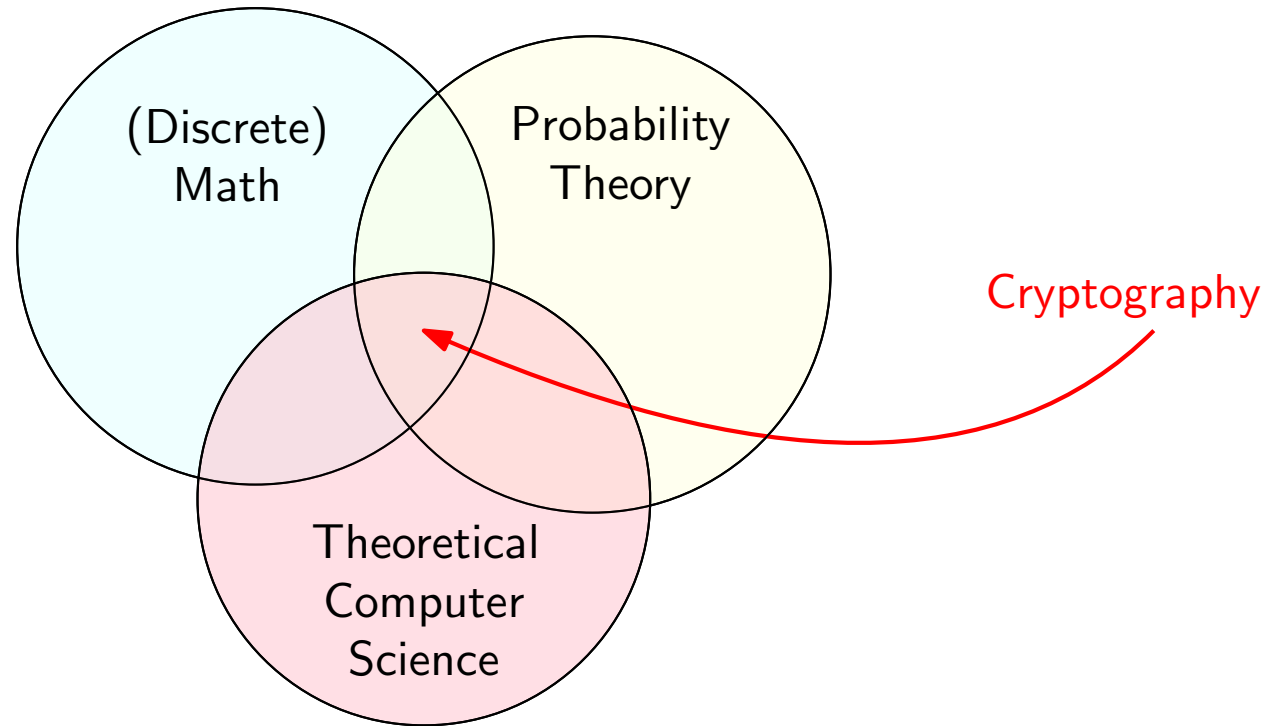 (Discrete)
Math
Probability
Theory
Cryptography
Theoretical
Computer
Science